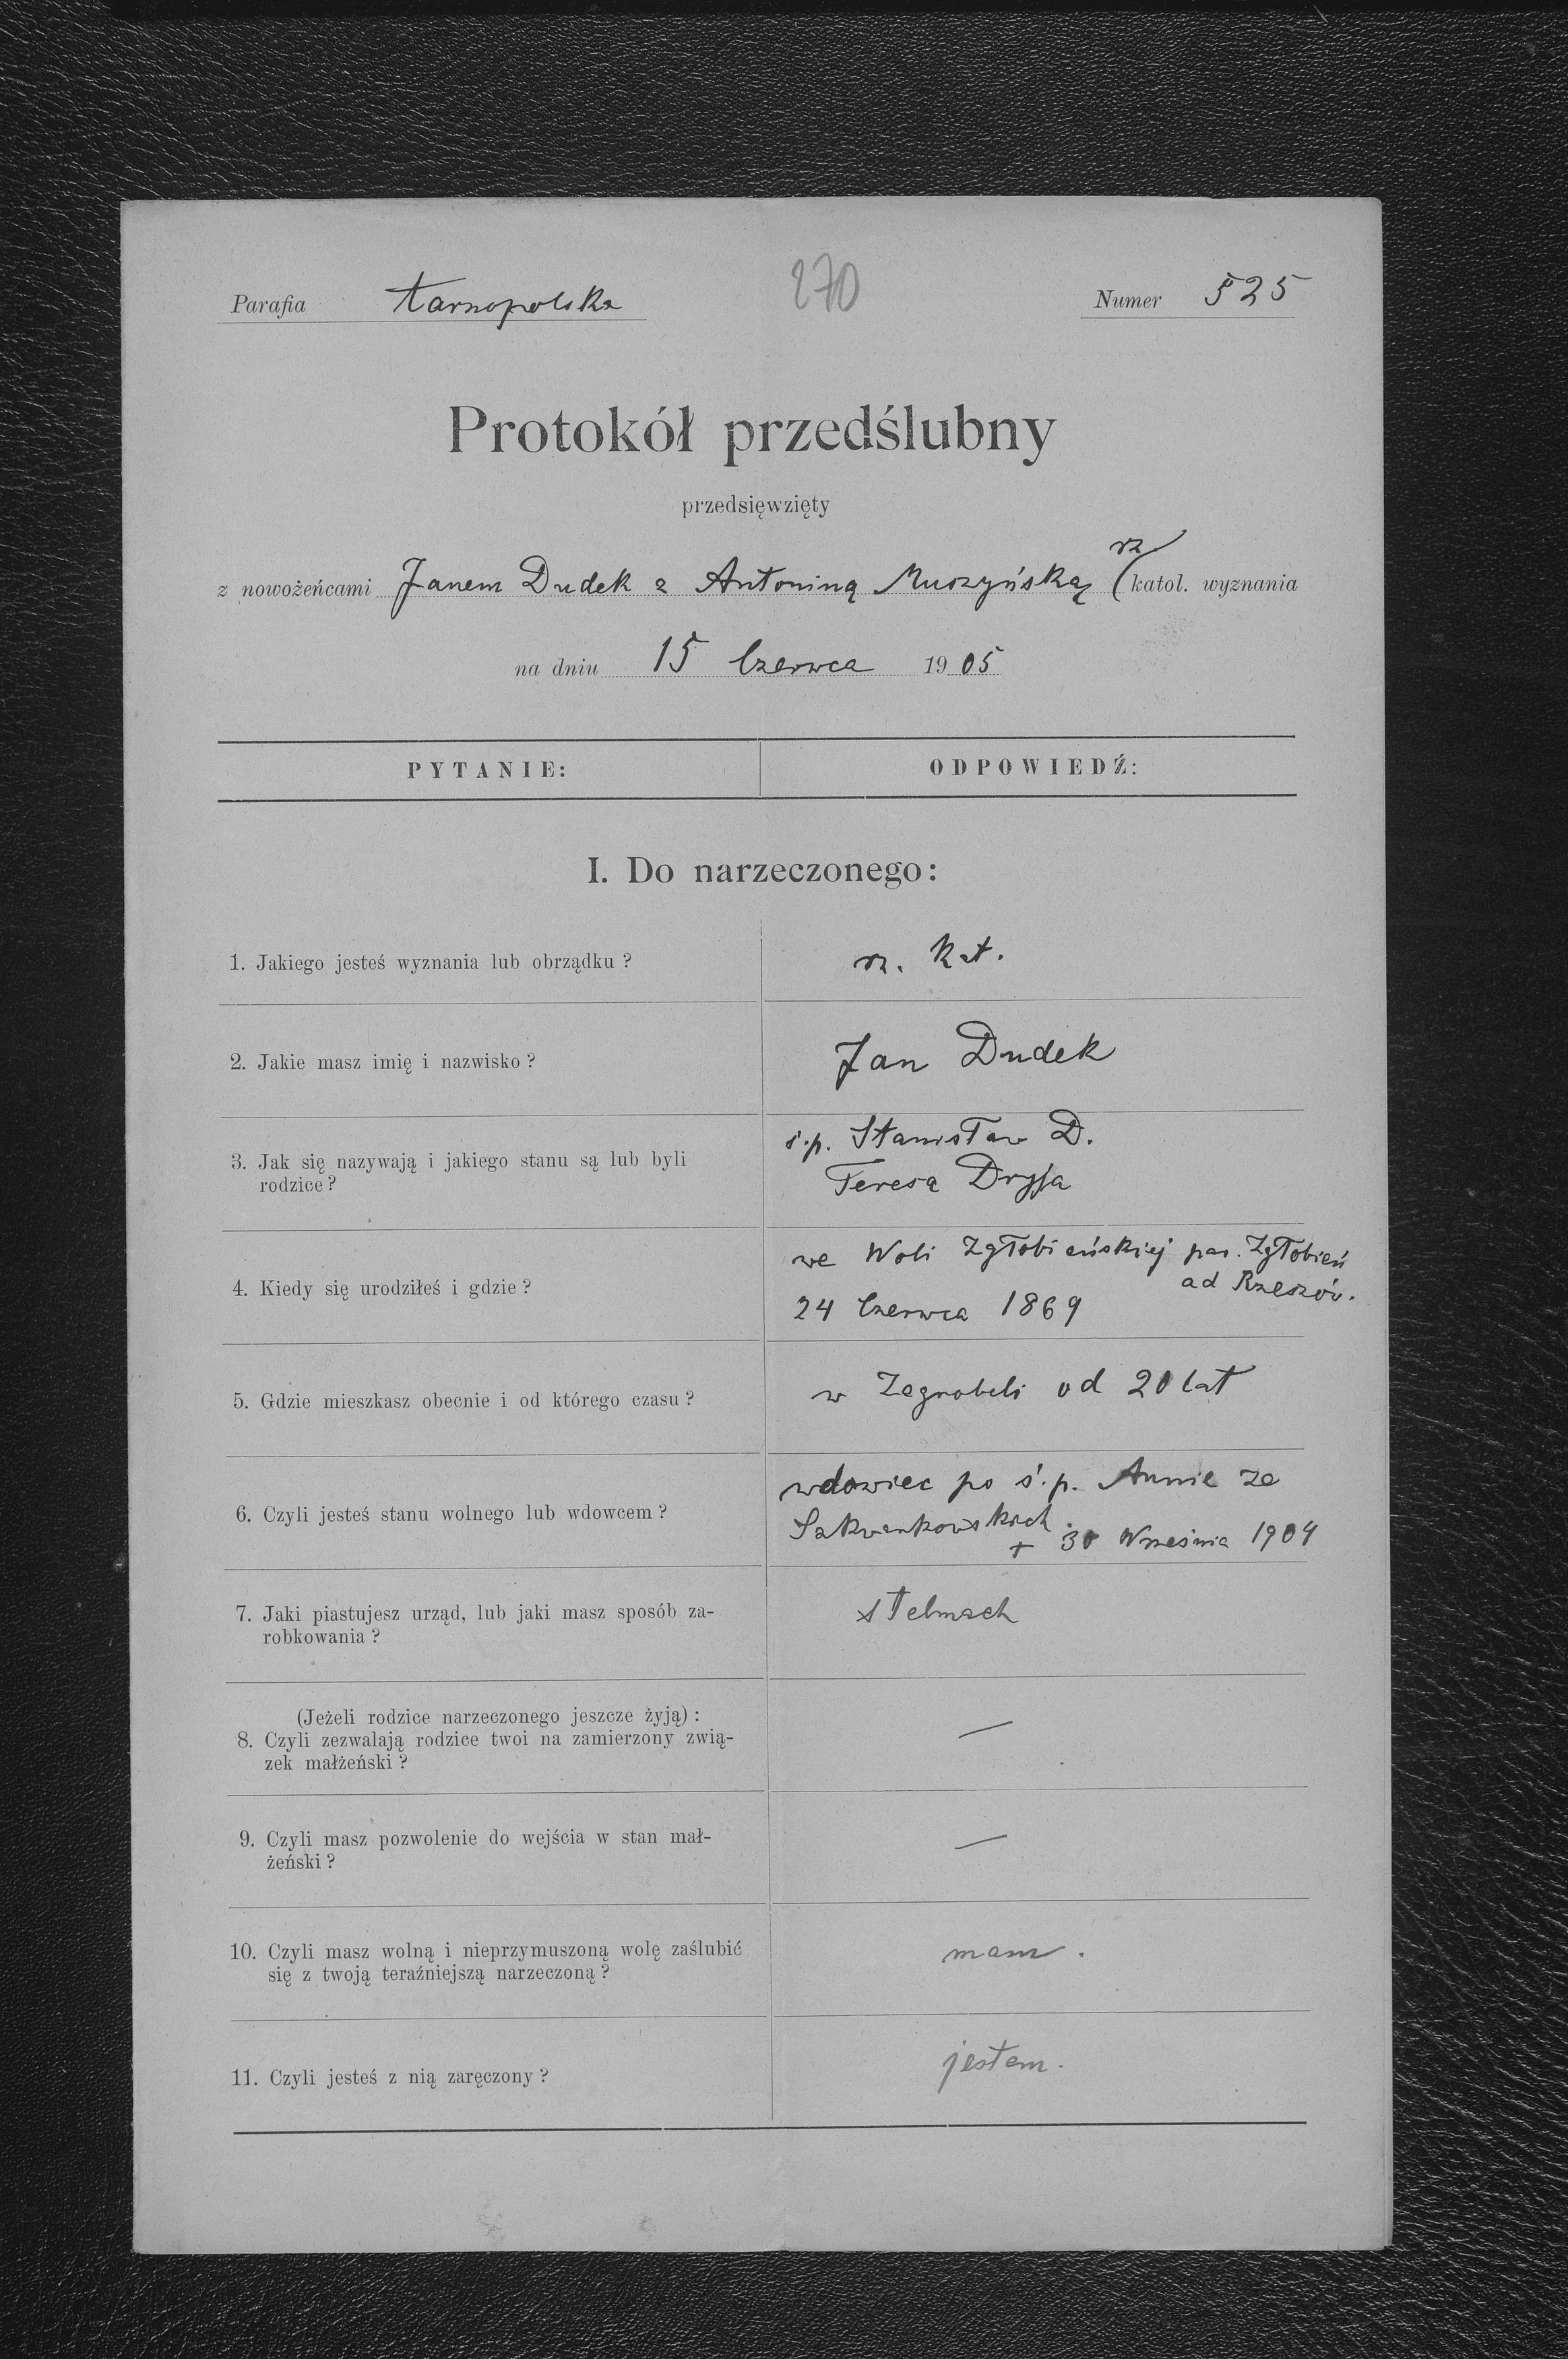 Parafia tarnopolska 270 Numer 525
Protokół przedślubny
przedsięwzięty
rz
z nowożeńcami Janem Dudek a Antoniną Muszyńską ( katol. wyznania
na dniu 15 Czerwca 1905
PYTANIE: ODPOWIEDŹ:
I. Do narzeczonego:
1. Jakiego jesteś wyznania lub obrządku? rz. kat.
2. Jakie masz imię i nazwisko? Jan Dudek
ś.p. Stanisław D.
3. Jak się nazywają i jakiego stanu są lub byli
rodzice? Teresa
we Woli Zgłobieńskiej par. Zgłobień
ad Rzeszów.
4. Kiedy się urodziłeś i gdzie?
24 Czerwca 1869
5. Gdzie mieszkasz obecnie i od którego czasu? w Zagrobeli od 20 lat
wdowiec po ś.p. Annie ze
6. Czyli jesteś stanu wolnego lub wdowcem?
+ 30 Września 1904
7. Jaki piastujesz urząd, lub jaki masz sposób za- stelmach
robkowania?
(Jeżeli rodzice narzeczonego jeszcze żyją):
8. Czyli zezwalają rodzice twoi na zamierzony zwią- —
zek małżeński?
9. Czyli masz pozwolenie do wejścia w stan mał- —
żeński?
10. Czyli masz wolną i nieprzymuszoną wolę zaślubić mam.
się z twoją teraźniejszą narzeczoną?
11. Czyli jesteś z nią zaręczony? jestem.